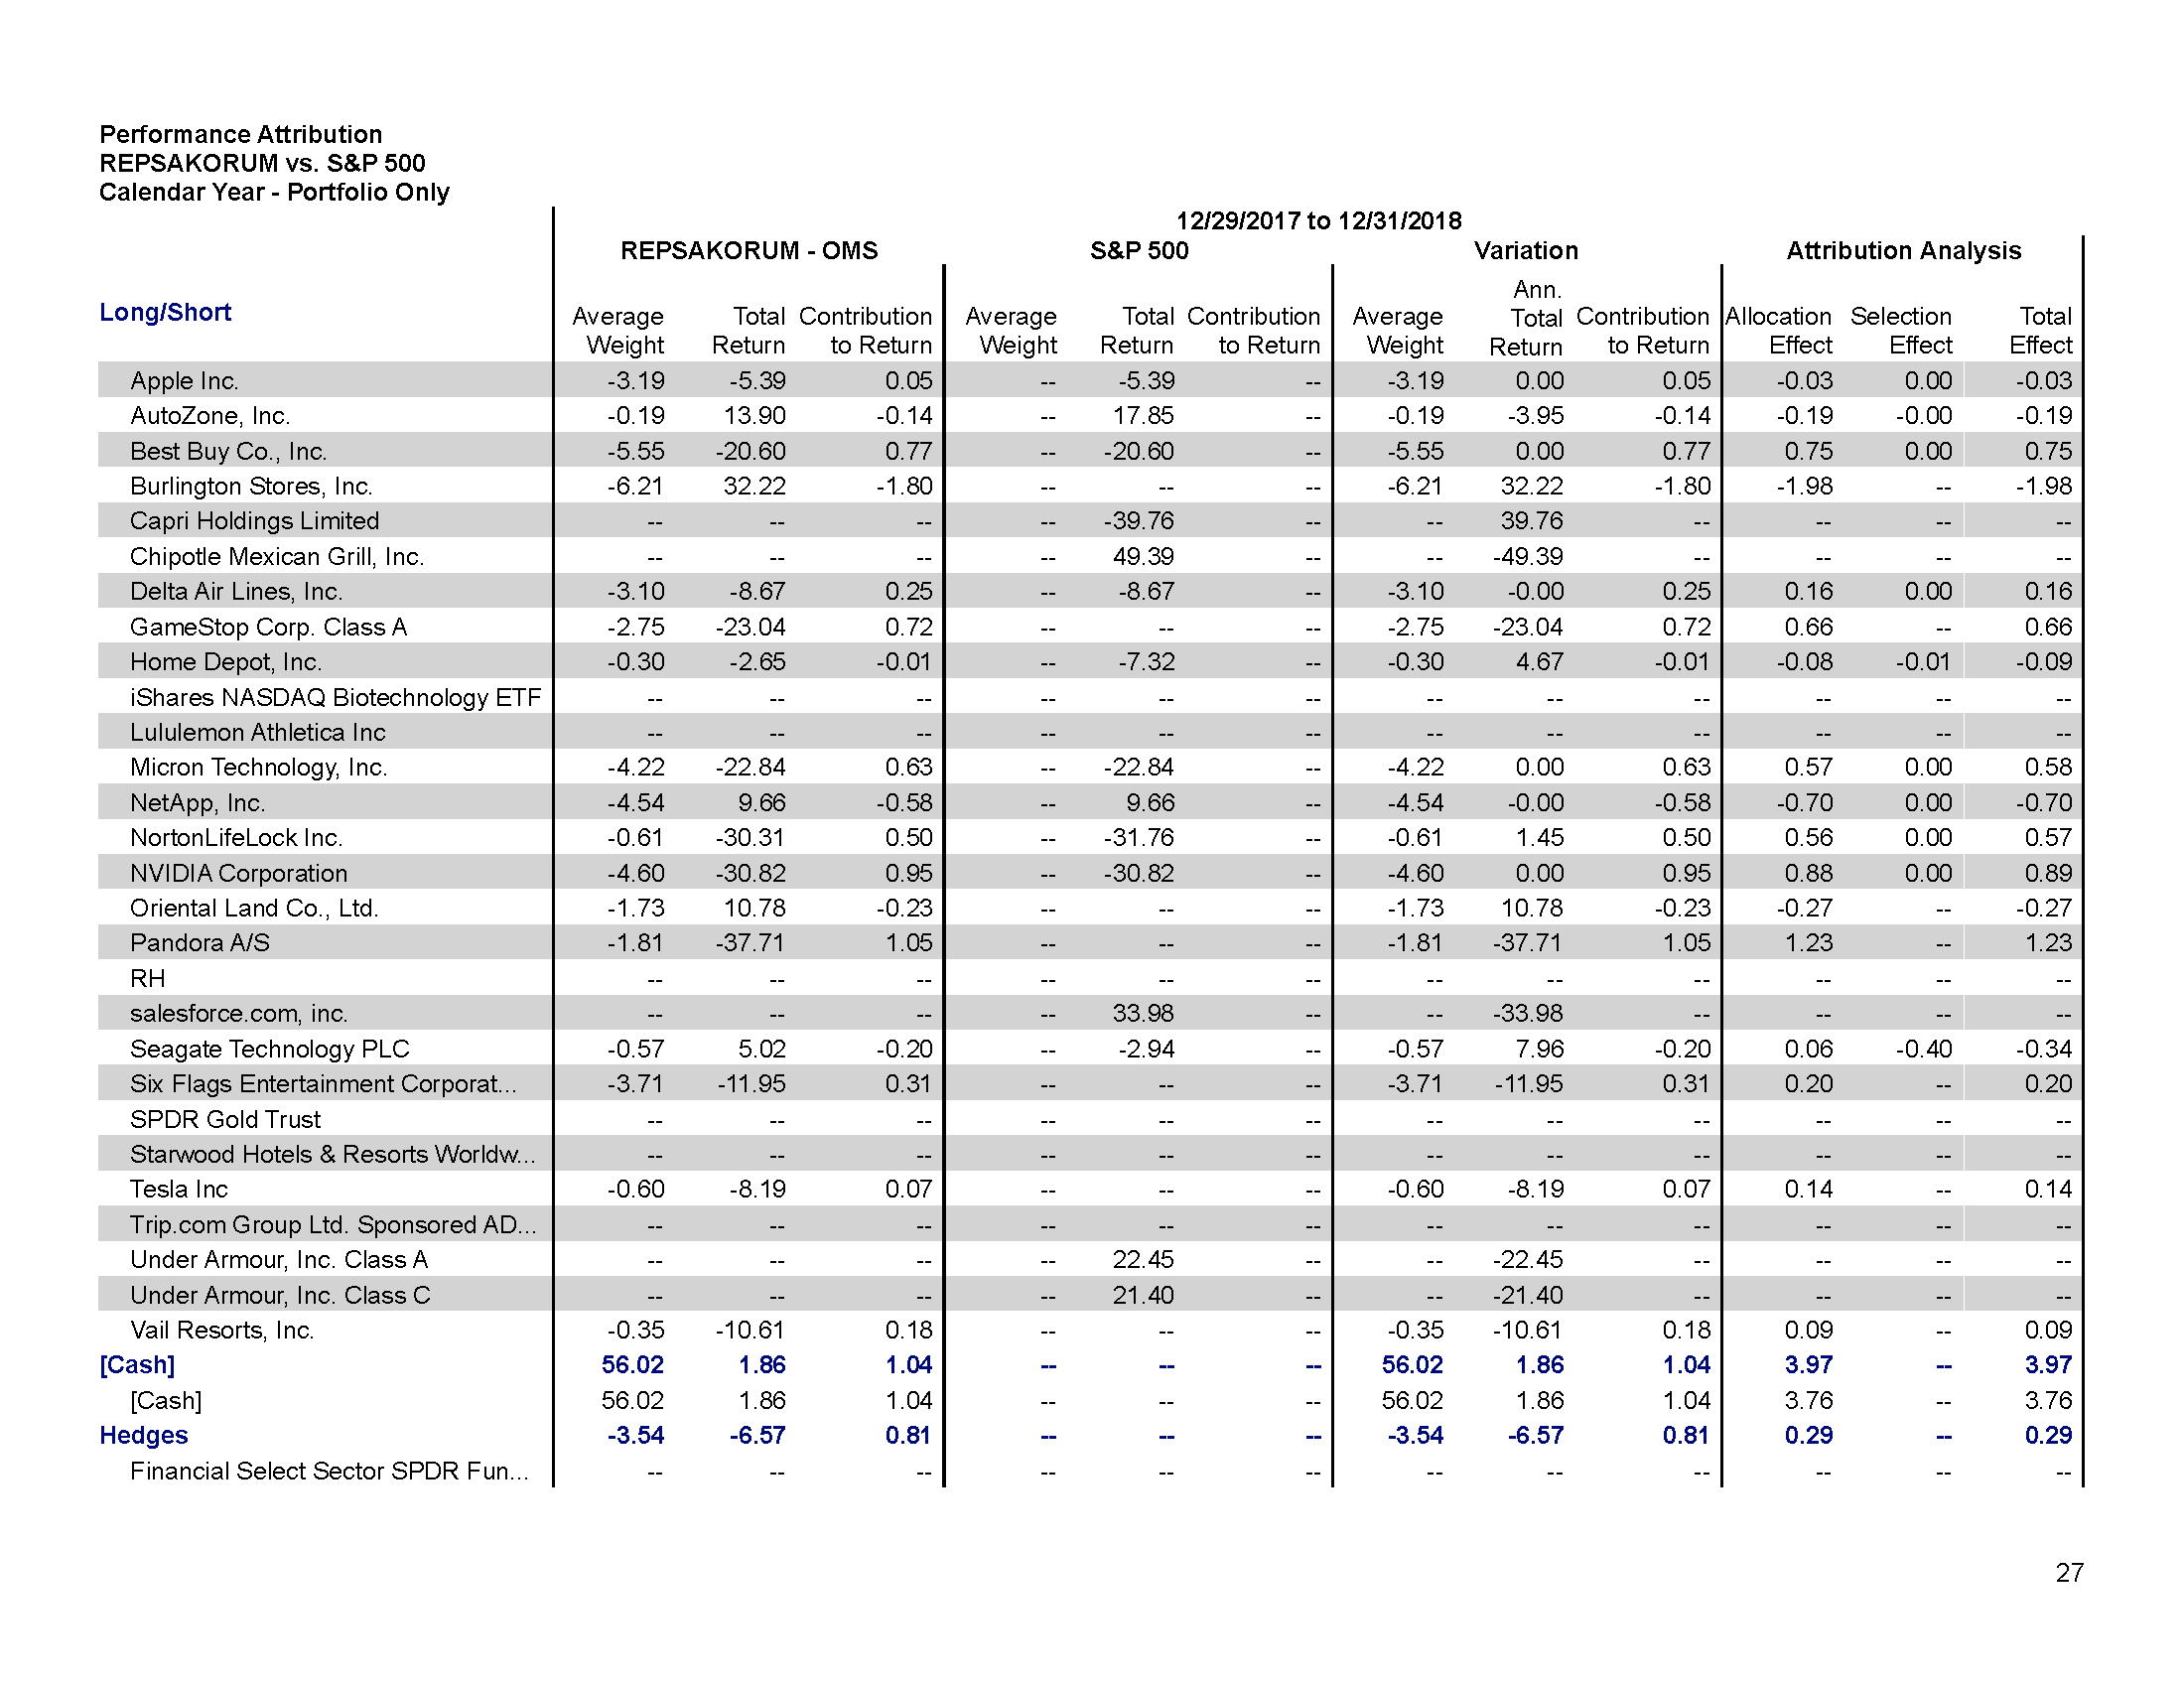 Performance Attribution
REPSAKORUM vs. S&P 500
Calendar Year - Portfolio Only
12/29/2017 to 12/31/2018
REPSAKORUM - OMS S&P 500 Variation Attribution Analysis
Long/Short Average Weight Total Return Contribution to Return Average Weight Total Return Contribution to Return Average Weight Ann. Total Return Contribution to Return Allocation Effect Selection Effect Total Effect
Apple Inc. -3.19 -5.39 0.05 -- -5.39 -- -3.19 0.00 0.05 -0.03 0.00 -0.03
AutoZone, Inc. -0.19 13.90 -0.14 -- 17.85 -- -0.19 -3.95 -0.14 -0.19 -0.00 -0.19
Best Buy Co., Inc. -5.55 -20.60 0.77 -- -20.60 -- -5.55 0.00 0.77 0.75 0.00 0.75
Burlington Stores, Inc. -6.21 32.22 -1.80 -- -- -- -6.21 32.22 -1.80 -1.98 -- -1.98
Capri Holdings Limited -- -- -- -- -39.76 -- -- 39.76 -- -- -- --
Chipotle Mexican Grill, Inc. -- -- -- -- 49.39 -- -- -49.39 -- -- -- --
Delta Air Lines, Inc. -3.10 -8.67 0.25 -- -8.67 -- -3.10 -0.00 0.25 0.16 0.00 0.16
GameStop Corp. Class A -2.75 -23.04 0.72 -- -- -- -2.75 -23.04 0.72 0.66 -- 0.66
Home Depot, Inc. -0.30 -2.65 -0.01 -- -7.32 -- -0.30 4.67 -0.01 -0.08 -0.01 -0.09
iShares NASDAQ Biotechnology ETF -- -- -- -- -- -- -- -- -- -- -- --
Lululemon Athletica Inc -- -- -- -- -- -- -- -- -- -- -- --
Micron Technology, Inc. -4.22 -22.84 0.63 -- -22.84 -- -4.22 0.00 0.63 0.57 0.00 0.58
NetApp, Inc. -4.54 9.66 -0.58 -- 9.66 -- -4.54 -0.00 -0.58 -0.70 0.00 -0.70
NortonLifeLock Inc. -0.61 -30.31 0.50 -- -31.76 -- -0.61 1.45 0.50 0.56 0.00 0.57
NVIDIA Corporation -4.60 -30.82 0.95 -- -30.82 -- -4.60 0.00 0.95 0.88 0.00 0.89
Oriental Land Co., Ltd. -1.73 10.78 -0.23 -- -- -- -1.73 10.78 -0.23 -0.27 -- -0.27
Pandora A/S -1.81 -37.71 1.05 -- -- -- -1.81 -37.71 1.05 1.23 -- 1.23
RH -- -- -- -- -- -- -- -- -- -- -- --
salesforce.com, inc. -- -- -- -- 33.98 -- -- -33.98 -- -- -- --
Seagate Technology PLC -0.57 5.02 -0.20 -- -2.94 -- -0.57 7.96 -0.20 0.06 -0.40 -0.34
Six Flags Entertainment Corporat... -3.71 -11.95 0.31 -- -- -- -3.71 -11.95 0.31 0.20 -- 0.20
SPDR Gold Trust -- -- -- -- -- -- -- -- -- -- -- --
Starwood Hotels & Resorts Worldw... -- -- -- -- -- -- -- -- -- -- -- --
Tesla Inc -0.60 -8.19 0.07 -- -- -- -0.60 -8.19 0.07 0.14 -- 0.14
Trip.com Group Ltd. Sponsored AD... -- -- -- -- -- -- -- -- -- -- -- --
Under Armour, Inc. Class A -- -- -- -- 22.45 -- -- -22.45 -- -- -- --
Under Armour, Inc. Class C -- -- -- -- 21.40 -- -- -21.40 -- -- -- --
Vail Resorts, Inc. -0.35 -10.61 0.18 -- -- -- -0.35 -10.61 0.18 0.09 -- 0.09
[Cash] 56.02 1.86 1.04 -- -- -- 56.02 1.86 1.04 3.97 -- 3.97
[Cash] 56.02 1.86 1.04 -- -- -- 56.02 1.86 1.04 3.76 -- 3.76
Hedges -3.54 -6.57 0.81 -- -- -- -3.54 -6.57 0.81 0.29 -- 0.29
Financial Select Sector SPDR Fun... -- -- -- -- -- -- -- -- -- -- -- --
27